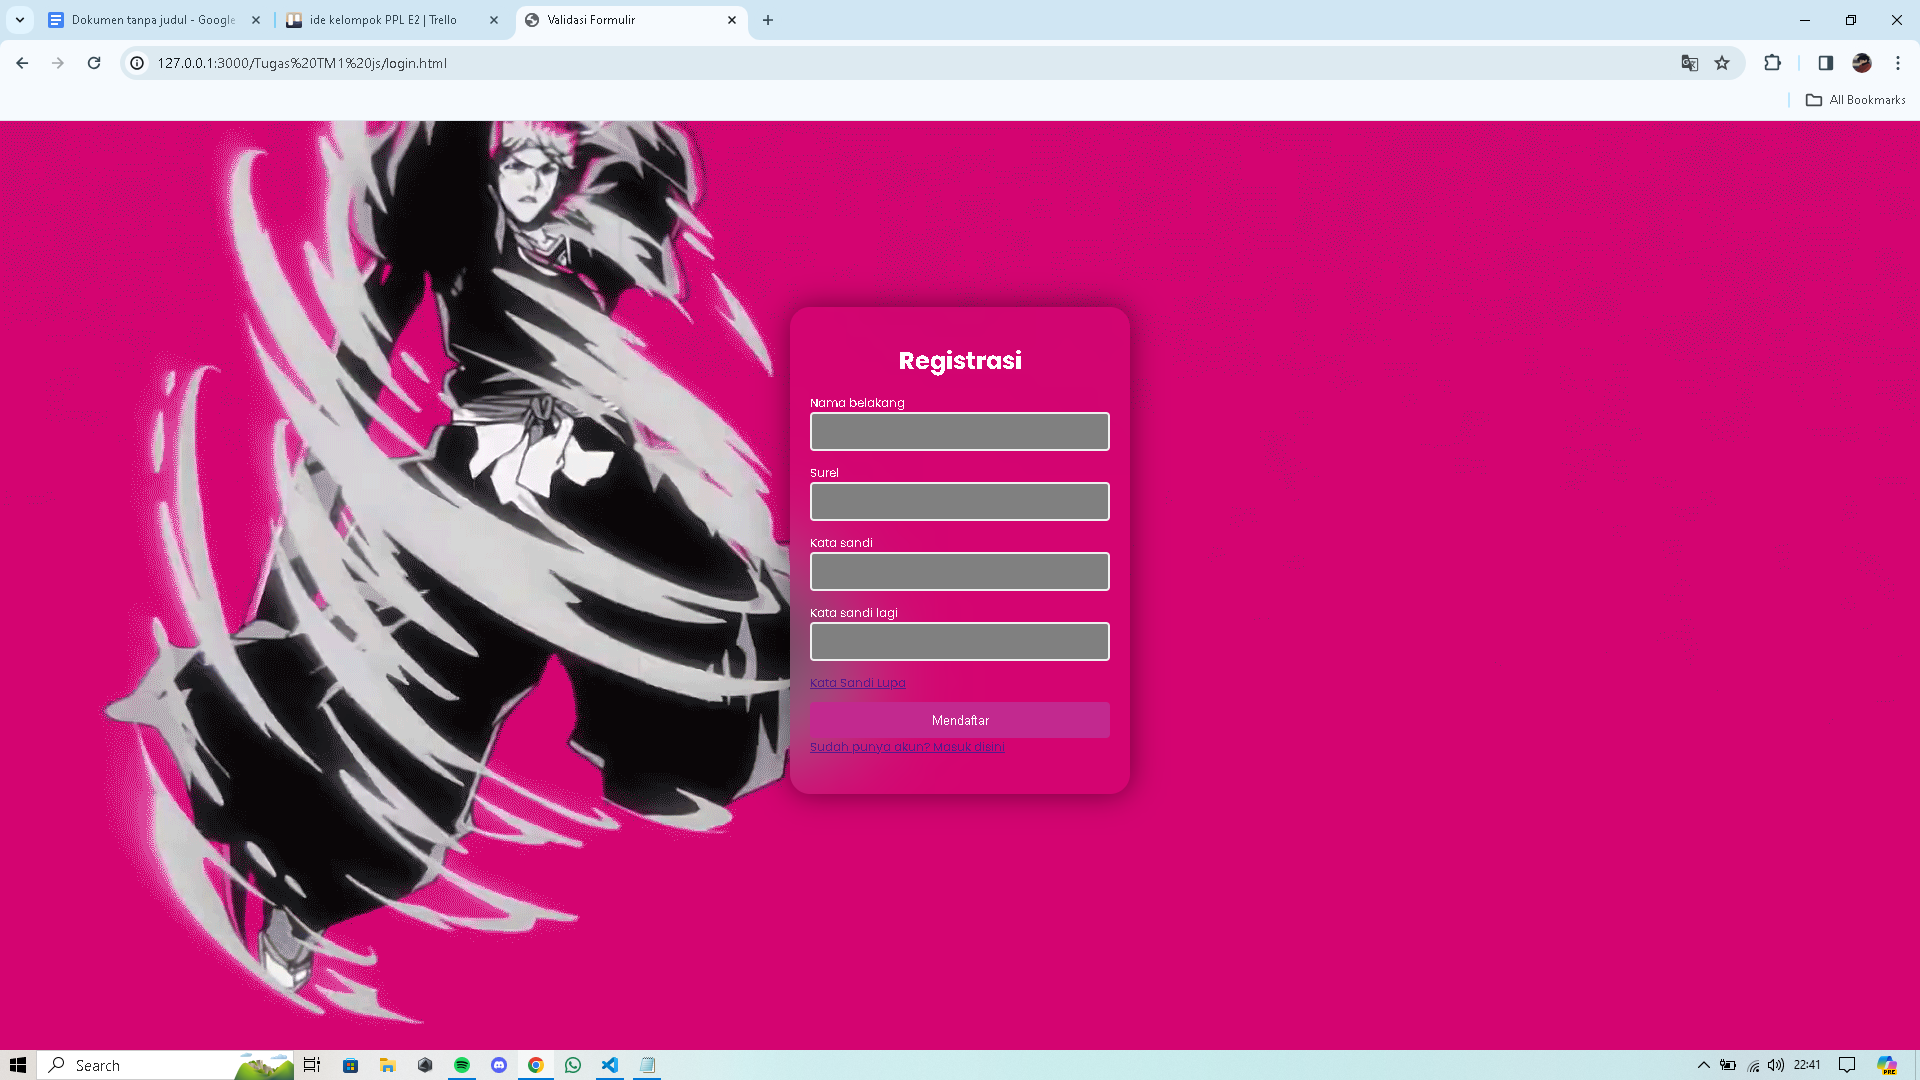 Dokumen tanpa judul - Google
ide kelompok PPL E2 | Trello
Validasi Formulir
127.0.0.1:3000/Tugas%20TM1%20js/login.html
All Bookmarks
Registrasi
Nama belakang
Surel
Kata sandi
Kata sandi lagi
Kata Sandi Lupa
Mendaftar
Sudah punya akun? Masuk disini
Search
22:41
PRE